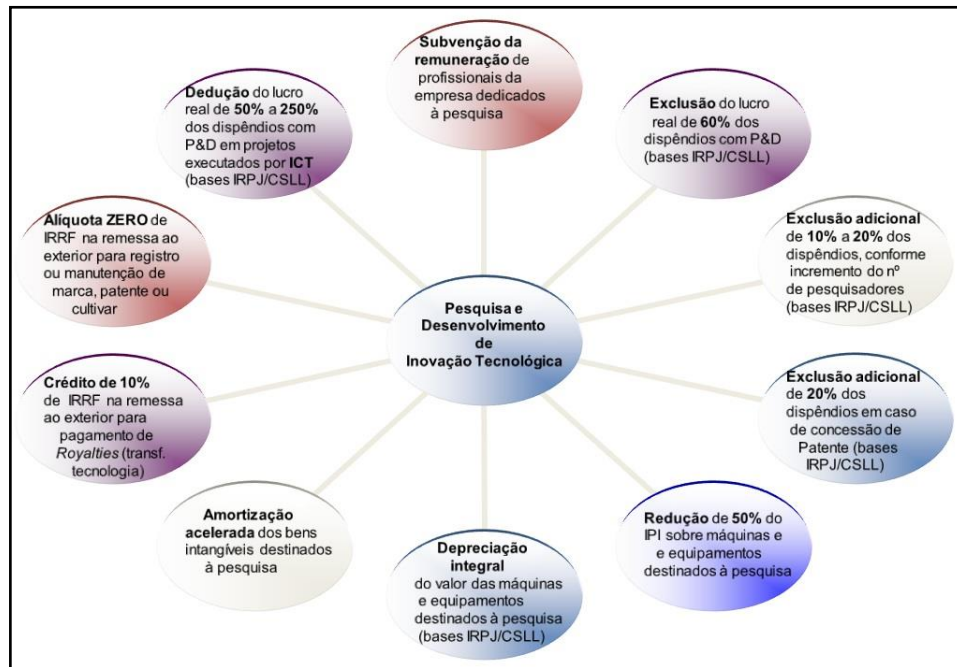 Subvenção da
remuneração de
profissionais da
empresa dedicados
à pesquisa
Dedução do lucro
real de 50% a 250%
dos dispêndios com
P&D em projetos
executados por ICT
(bases IRPJ/CSLL)
Exclusão do lucro
real de 60% dos
dispêndios com P&D
(bases IRPJ/CSLL)
Alíquota ZERO de
IRRF na remessa ao
exterior para registro
ou manutenção de
marca, patente ou
cultivar
Exclusão adicional
de 10% a 20% dos
dispêndios, conforme
incremento do nº
de pesquisadores
(bases IRPJ/CSLL)
Pesquisa e
Desenvolvimento
de
Inovação Tecnológica
Crédito de 10%
de IRRF na remessa
ao exterior para
pagamento de
Royalties (transf.
tecnologia)
Exclusão adicional
de 20% dos
dispêndios em caso
de concessão de
Patente (bases
IRPJ/CSLL)
Amortização
acelerada dos bens
intangíveis destinados
à pesquisa
Depreciação
integral
do valor das máquinas
e equipamentos
destinados à pesquisa
(bases IRPJ/CSLL)
Redução de 50% do
IPI sobre máquinas e
e equipamentos
destinados à pesquisa